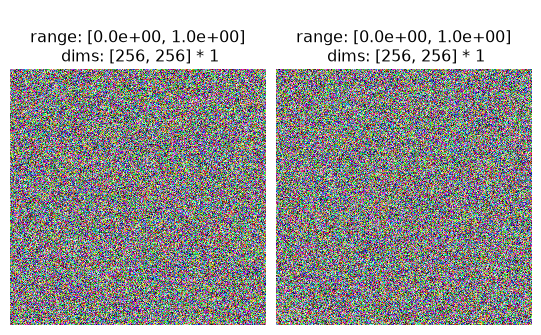 range: [0.0e+00, 1.0e+00]
dims: [256, 256] * 1
range: [0.0e+00, 1.0e+00]
dims: [256, 256] * 1